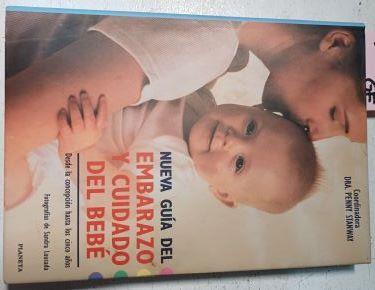 Coordinadora
DRA. PENNY STANWAY
NUEVA GUÍA DEL
EMBARAZO
Y CUIDADO
DEL BEBÉ
Desde la concepción hasta los cinco años
Fotografías de Sandra Lousada
PLANETA